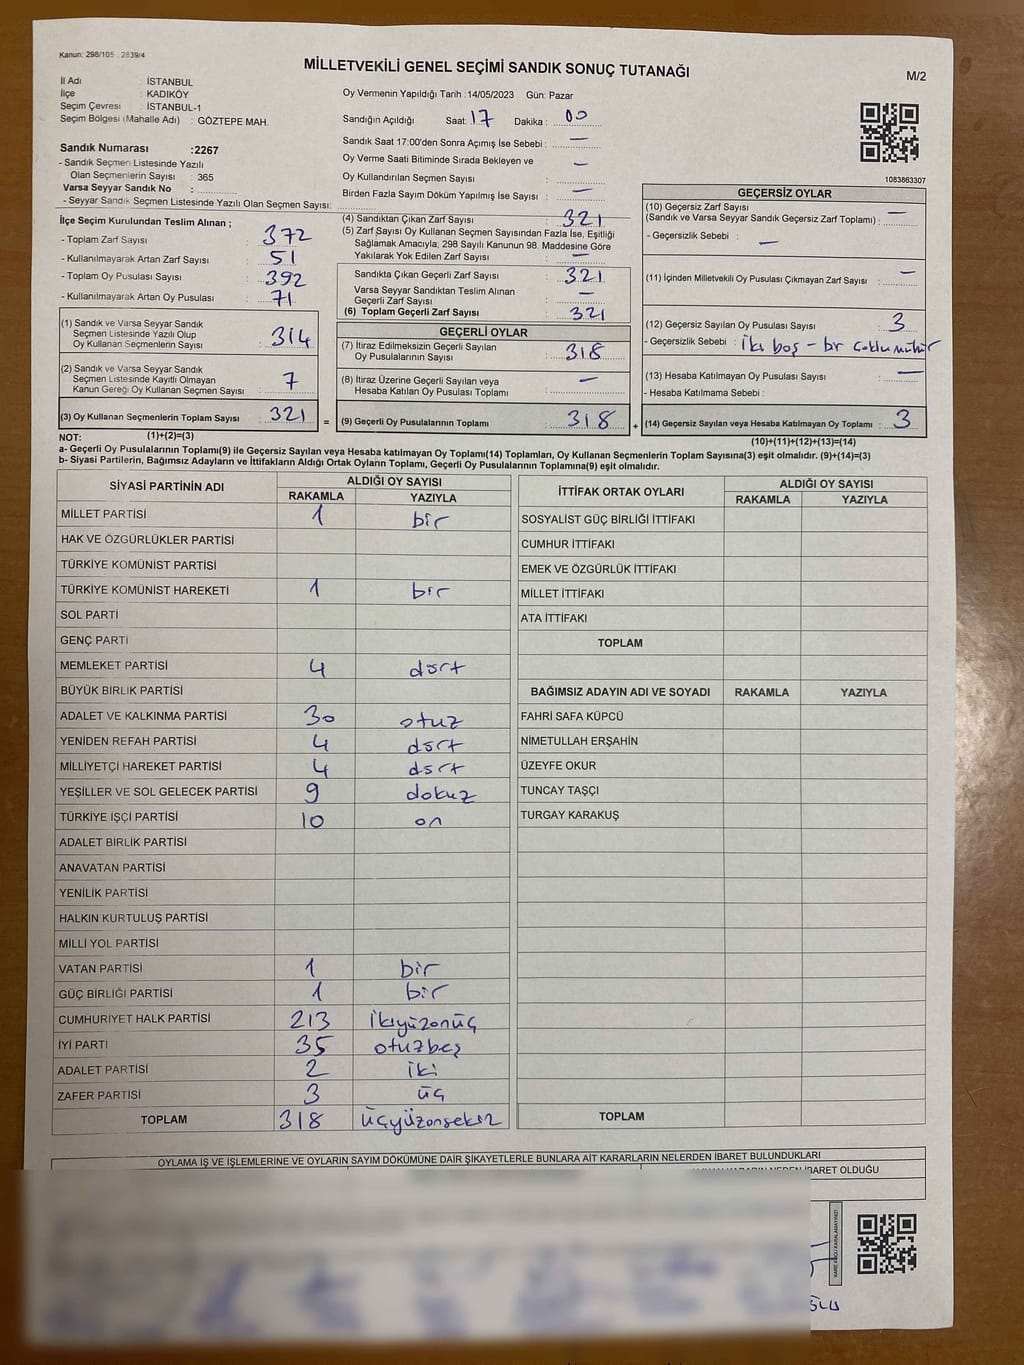 Kanun: 298/105 . 2839/4
MİLLETVEKİLİ GENEL SEÇİMİ SANDIK SONUÇ TUTANAĞI
M/2
İl Adı : İSTANBUL
İlçe : KADIKÖY
Seçim Çevresi : İSTANBUL-1
Seçim Bölgesi (Mahalle Adı) : GÖZTEPE MAH.
Oy Vermenin Yapıldığı Tarih :14/05/2023 Gün: Pazar
Sandığın Açıldığı Saat: 17 Dakika : 00
Sandık Saat 17:00'den Sonra Açımış İse Sebebi : —
Oy Verme Saati Bitiminde Sırada Bekleyen ve
Oy Kullandırılan Seçmen Sayısı : —
Birden Fazla Sayım Döküm Yapılmış İse Sayısı : —
1083863307
Sandık Numarası :2267
- Sandık Seçmen Listesinde Yazılı
Olan Seçmenlerin Sayısı : 365
Varsa Seyyar Sandık No :
- Seyyar Sandık Seçmen Listesinde Yazılı Olan Seçmen Sayısı:
İlçe Seçim Kurulundan Teslim Alınan ;
- Toplam Zarf Sayısı : 372
- Kullanılmayarak Artan Zarf Sayısı : 51
- Toplam Oy Pusulası Sayısı : 392
- Kullanılmayarak Artan Oy Pusulası : 71
(1) Sandık ve Varsa Seyyar Sandık
Seçmen Listesinde Yazılı Olup
Oy Kullanan Seçmenlerin Sayısı : 314
(2) Sandık ve Varsa Seyyar Sandık
Seçmen Listesinde Kayıtlı Olmayan
Kanun Gereği Oy Kullanan Seçmen Sayısı : 7
(3) Oy Kullanan Seçmenlerin Toplam Sayısı : 321
(4) Sandıktan Çıkan Zarf Sayısı : 321
(5) Zarf Sayısı Oy Kullanan Seçmen Sayısından Fazla İse, Eşitliği
Sağlamak Amacıyla, 298 Sayılı Kanunun 98. Maddesine Göre
Yakılarak Yok Edilen Zarf Sayısı : —
Sandıkta Çıkan Geçerli Zarf Sayısı : 321
Varsa Seyyar Sandıktan Teslim Alınan
Geçerli Zarf Sayısı : —
(6) Toplam Geçerli Zarf Sayısı : 321
GEÇERLİ OYLAR
(7) İtiraz Edilmeksizin Geçerli Sayılan
Oy Pusulalarının Sayısı : 318
(8) İtiraz Üzerine Geçerli Sayılan veya
Hesaba Katılan Oy Pusulası Toplamı : —
= (9) Geçerli Oy Pusulalarının Toplamı : 318
GEÇERSİZ OYLAR
(10) Geçersiz Zarf Sayısı
(Sandık ve Varsa Seyyar Sandık Geçersiz Zarf Toplamı) : —
- Geçersizlik Sebebi : —
(11) İçinden Milletvekili Oy Pusulası Çıkmayan Zarf Sayısı : —
(12) Geçersiz Sayılan Oy Pusulası Sayısı : 3
- Geçersizlik Sebebi : iki boş - bir çoklu mühür
(13) Hesaba Katılmayan Oy Pusulası Sayısı : —
- Hesaba Katılmama Sebebi :
+ (14) Geçersiz Sayılan veya Hesaba Katılmayan Oy Toplamı : 3
NOT: (1)+(2)=(3)
(10)+(11)+(12)+(13)=(14)
a- Geçerli Oy Pusulalarının Toplamı(9) ile Geçersiz Sayılan veya Hesaba katılmayan Oy Toplamı(14) Toplamları, Oy Kullanan Seçmenlerin Toplam Sayısına(3) eşit olmalıdır. (9)+(14)=(3)
b- Siyasi Partilerin, Bağımsız Adayların ve İttifakların Aldığı Ortak Oyların Toplamı, Geçerli Oy Pusulalarının Toplamına(9) eşit olmalıdır.
SİYASİ PARTİNİN ADI ALDIĞI OY SAYISI
RAKAMLA YAZIYLA
MİLLET PARTİSİ 1 bir
HAK VE ÖZGÜRLÜKLER PARTİSİ
TÜRKİYE KOMÜNİST PARTİSİ
TÜRKİYE KOMÜNİST HAREKETİ 1 bir
SOL PARTİ
GENÇ PARTİ
MEMLEKET PARTİSİ 4 dört
BÜYÜK BİRLİK PARTİSİ
ADALET VE KALKINMA PARTİSİ 30 otuz
YENİDEN REFAH PARTİSİ 4 dört
MİLLİYETÇİ HAREKET PARTİSİ 4 dört
YEŞİLLER VE SOL GELECEK PARTİSİ 9 dokuz
TÜRKİYE İŞÇİ PARTİSİ 10 on
ADALET BİRLİK PARTİSİ
ANAVATAN PARTİSİ
YENİLİK PARTİSİ
HALKIN KURTULUŞ PARTİSİ
MİLLİ YOL PARTİSİ
VATAN PARTİSİ 1 bir
GÜÇ BİRLİĞİ PARTİSİ 1 bir
CUMHURİYET HALK PARTİSİ 213 ikiyüzonüç
İYİ PARTİ 35 otuzbeş
ADALET PARTİSİ 2 iki
ZAFER PARTİSİ 3 üç
TOPLAM 318 üçyüzonsekiz
İTTİFAK ORTAK OYLARI ALDIĞI OY SAYISI
RAKAMLA YAZIYLA
SOSYALİST GÜÇ BİRLİĞİ İTTİFAKI
CUMHUR İTTİFAKI
EMEK VE ÖZGÜRLÜK İTTİFAKI
MİLLET İTTİFAKI
ATA İTTİFAKI
TOPLAM
BAĞIMSIZ ADAYIN ADI VE SOYADI RAKAMLA YAZIYLA
FAHRİ SAFA KÜPCÜ
NİMETULLAH ERŞAHİN
ÜZEYFE OKUR
TUNCAY TAŞÇI
TURGAY KARAKUŞ
TOPLAM
OYLAMA İŞ VE İŞLEMLERİNE VE OYLARIN SAYIM DÖKÜMÜNE DAİR ŞİKAYETLERLE BUNLARA AİT KARARLARIN NELERDEN İBARET BULUNDUKLARI
İBARET OLDUĞU